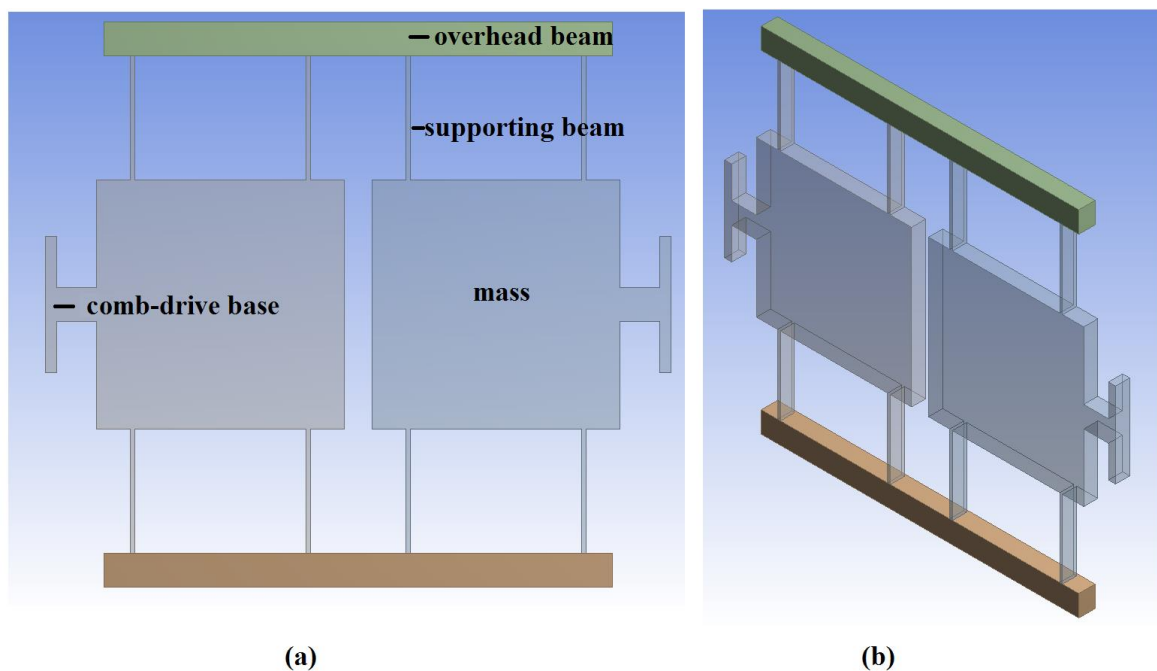 overhead beam
supporting beam
comb-drive base
mass
(a)
(b)